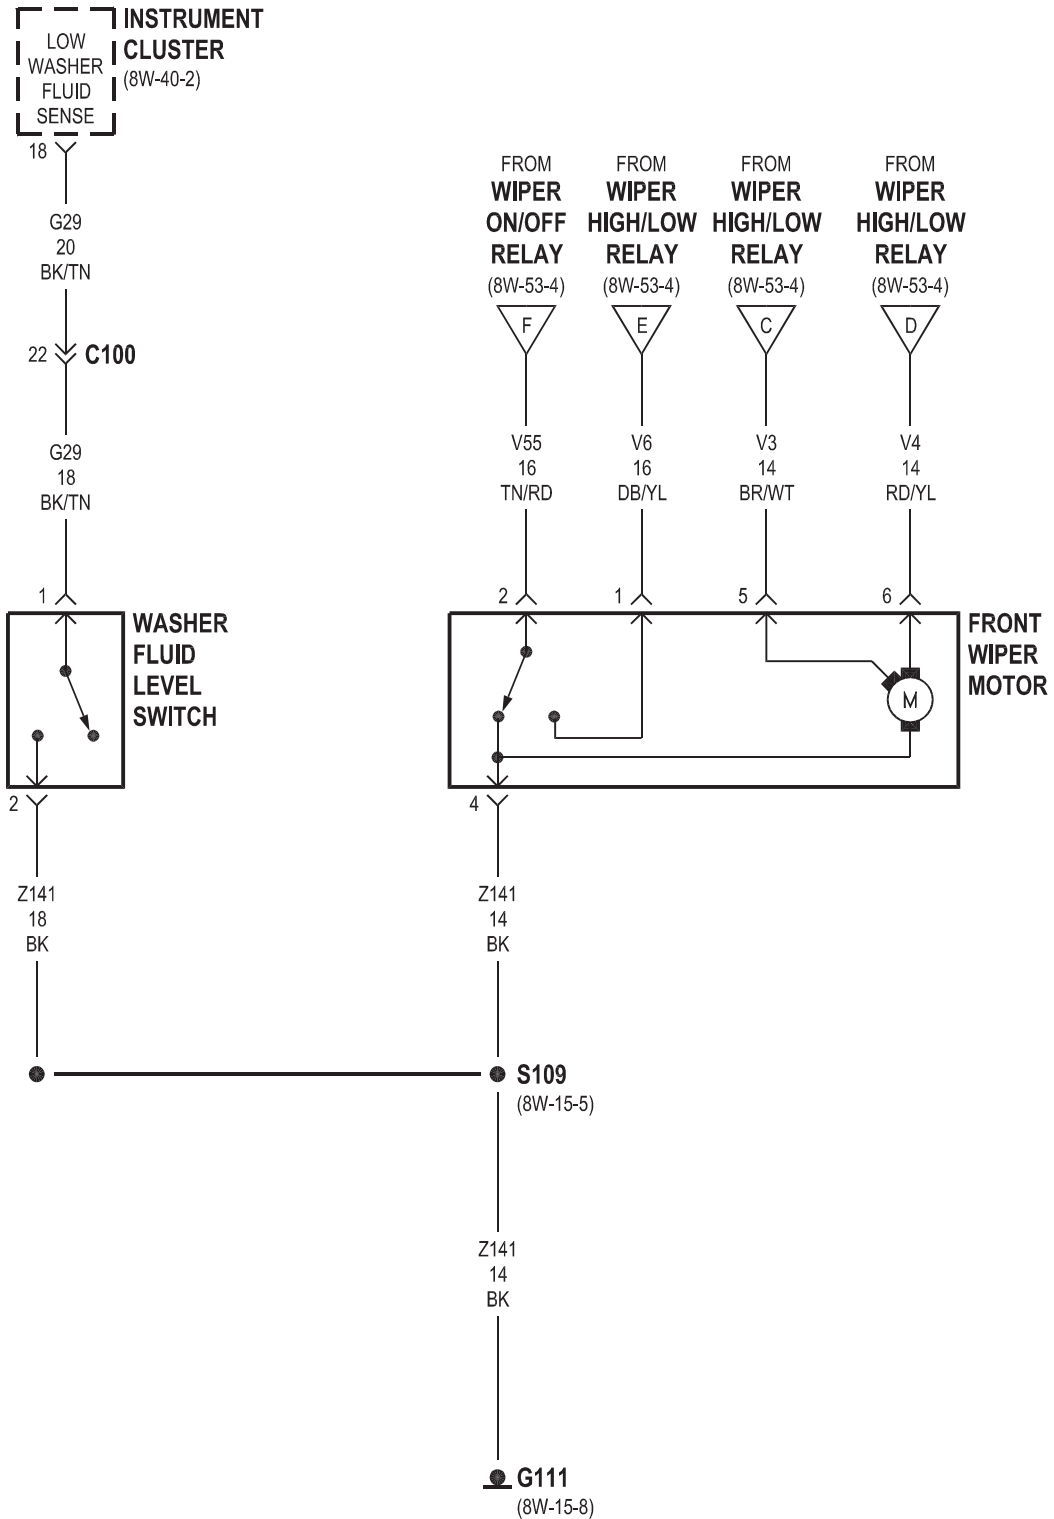 INSTRUMENT
CLUSTER
(8W-40-2)
LOW
WASHER
FLUID
SENSE
18
G29
20
BK/TN
22
C100
G29
18
BK/TN
1
WASHER
FLUID
LEVEL
SWITCH
2
Z141
18
BK
FROM
WIPER
ON/OFF
RELAY
(8W-53-4)
F
V55
16
TN/RD
2
FROM
WIPER
HIGH/LOW
RELAY
(8W-53-4)
E
V6
16
DB/YL
1
FROM
WIPER
HIGH/LOW
RELAY
(8W-53-4)
C
V3
14
BR/WT
5
FROM
WIPER
HIGH/LOW
RELAY
(8W-53-4)
D
V4
14
RD/YL
6
FRONT
WIPER
MOTOR
M
4
Z141
14
BK
S109
(8W-15-5)
Z141
14
BK
G111
(8W-15-8)